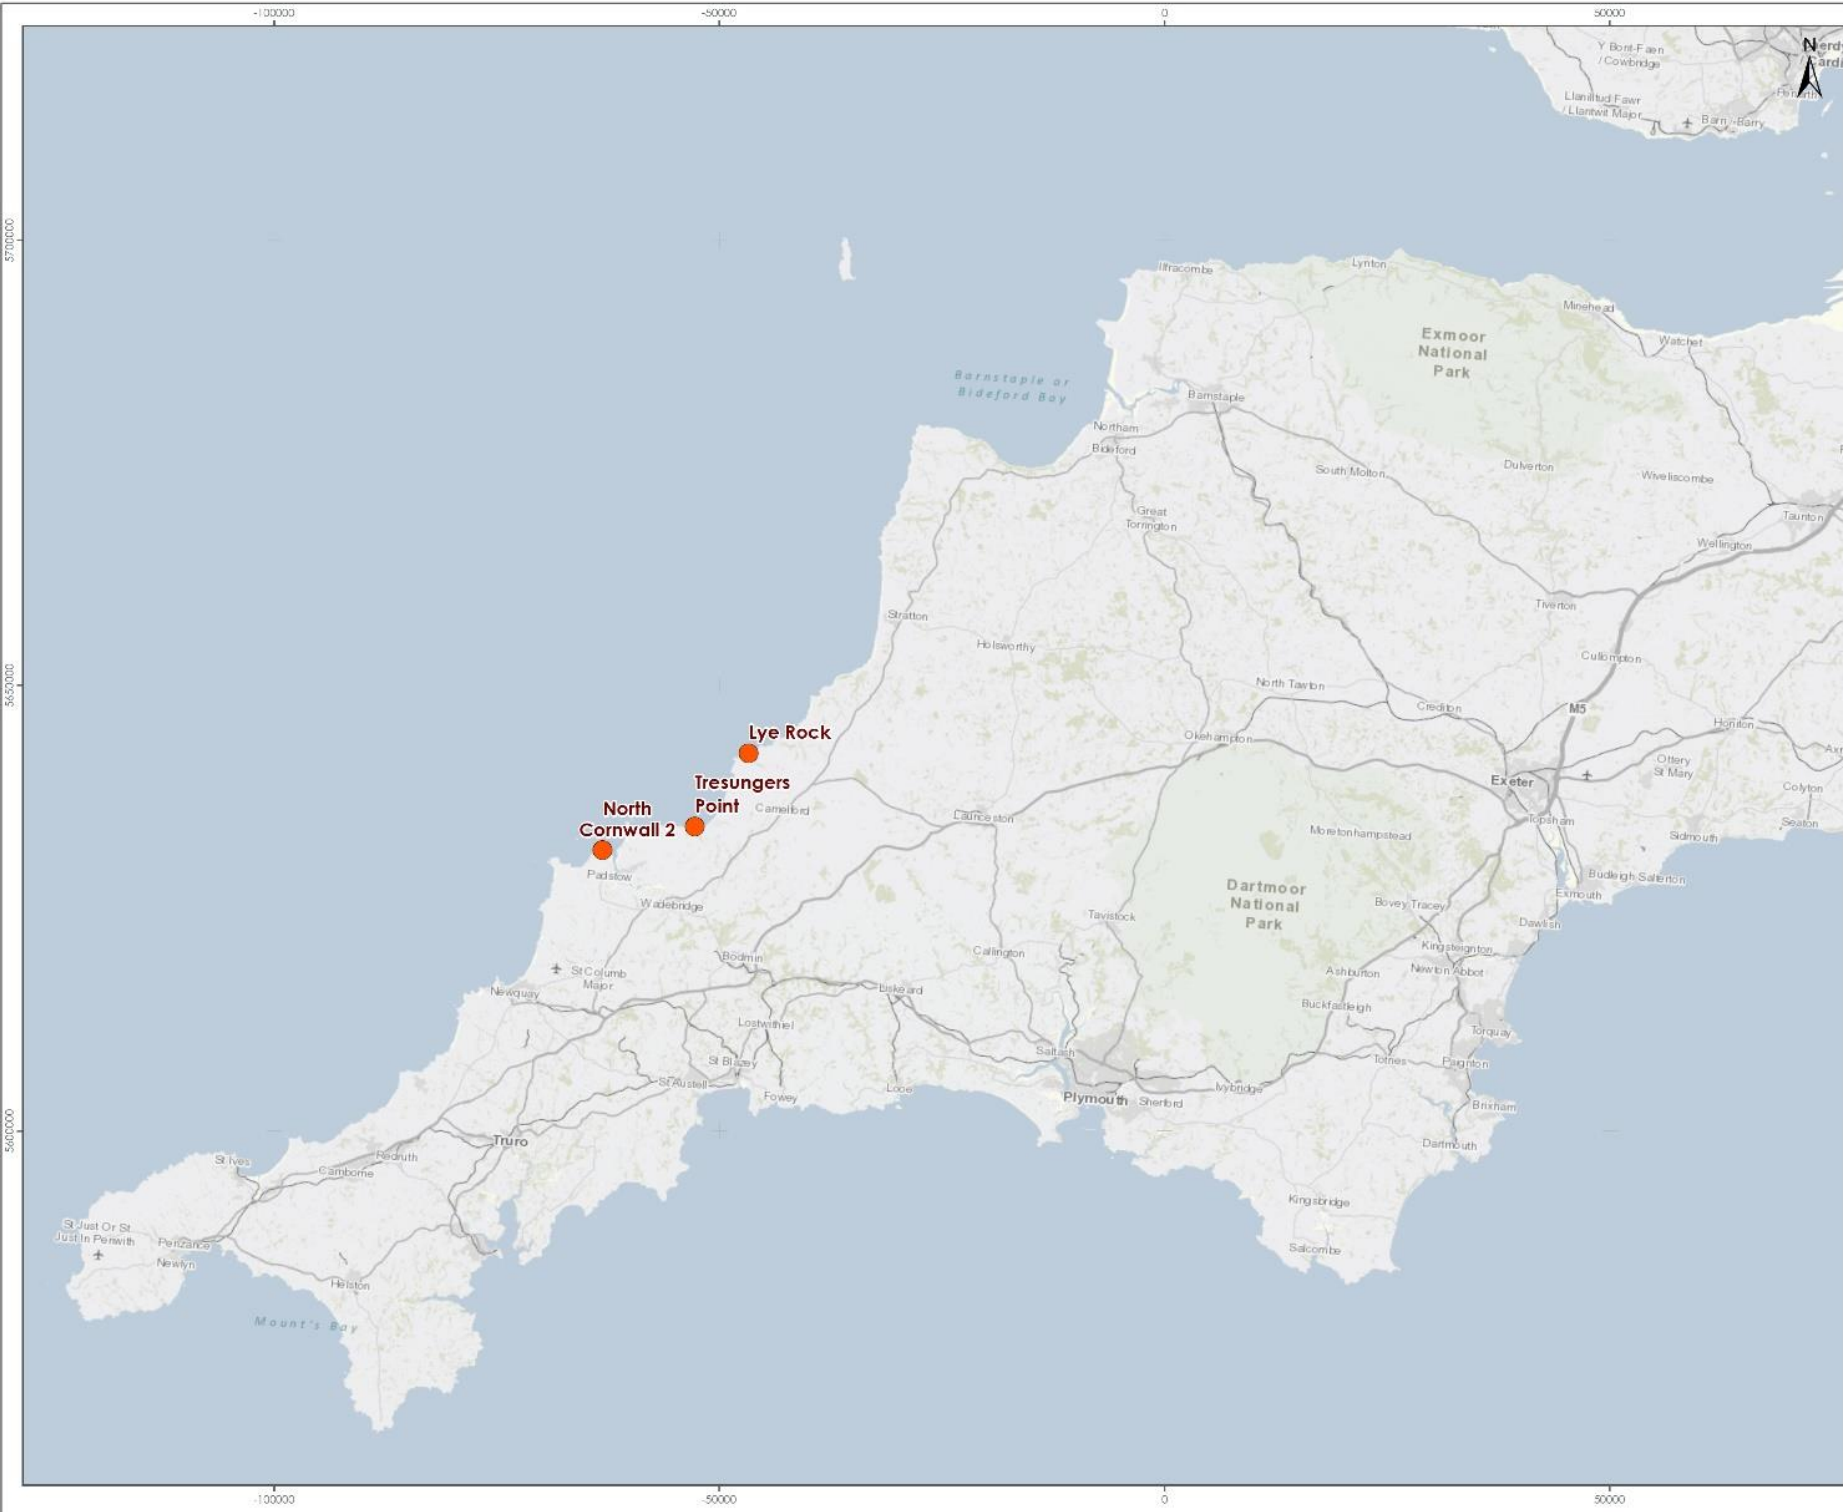 -100000
-50000
0
50000
N
Y Bont-Faen
/ Cowbridge
Llanilltud Fawr
/ Llantwit Major
Barry
5700000
Ilfracombe
Lynton
Minehead
Watchet
Exmoor
National
Park
Barnstaple or
Bideford Bay
Barnstaple
Northam
Bideford
South Molton
Dulverton
Wiveliscombe
Great
Torrington
Taunton
Wellington
Stratton
Tiverton
Holsworthy
Cullompton
5650000
North Tawton
Crediton
M5
Honiton
Lye Rock
Okehampton
Ottery
St Mary
Tresungers
Point
Exeter
Colyton
North
Cornwall 2
Camelford
Launceston
Topsham
Seaton
Moretonhampstead
Sidmouth
Padstow
Dartmoor
National
Park
Budleigh Salterton
Exmouth
Wadebridge
Tavistock
Bovey Tracey
Dawlish
Bodmin
Callington
Kingsteignton
St Columb
Major
Ashburton
Newton Abbot
Newquay
Liskeard
Buckfastleigh
Lostwithiel
Torquay
St Blazey
Saltash
Totnes
Paignton
St Austell
Looe
Ivybridge
Fowey
Plymouth
Sherford
Brixham
5600000
Truro
Dartmouth
St Ives
Redruth
Camborne
Kingsbridge
St Just Or St
Just In Penwith
Penzance
Salcombe
Newlyn
Helston
Mount's Bay
-100000
-50000
0
50000